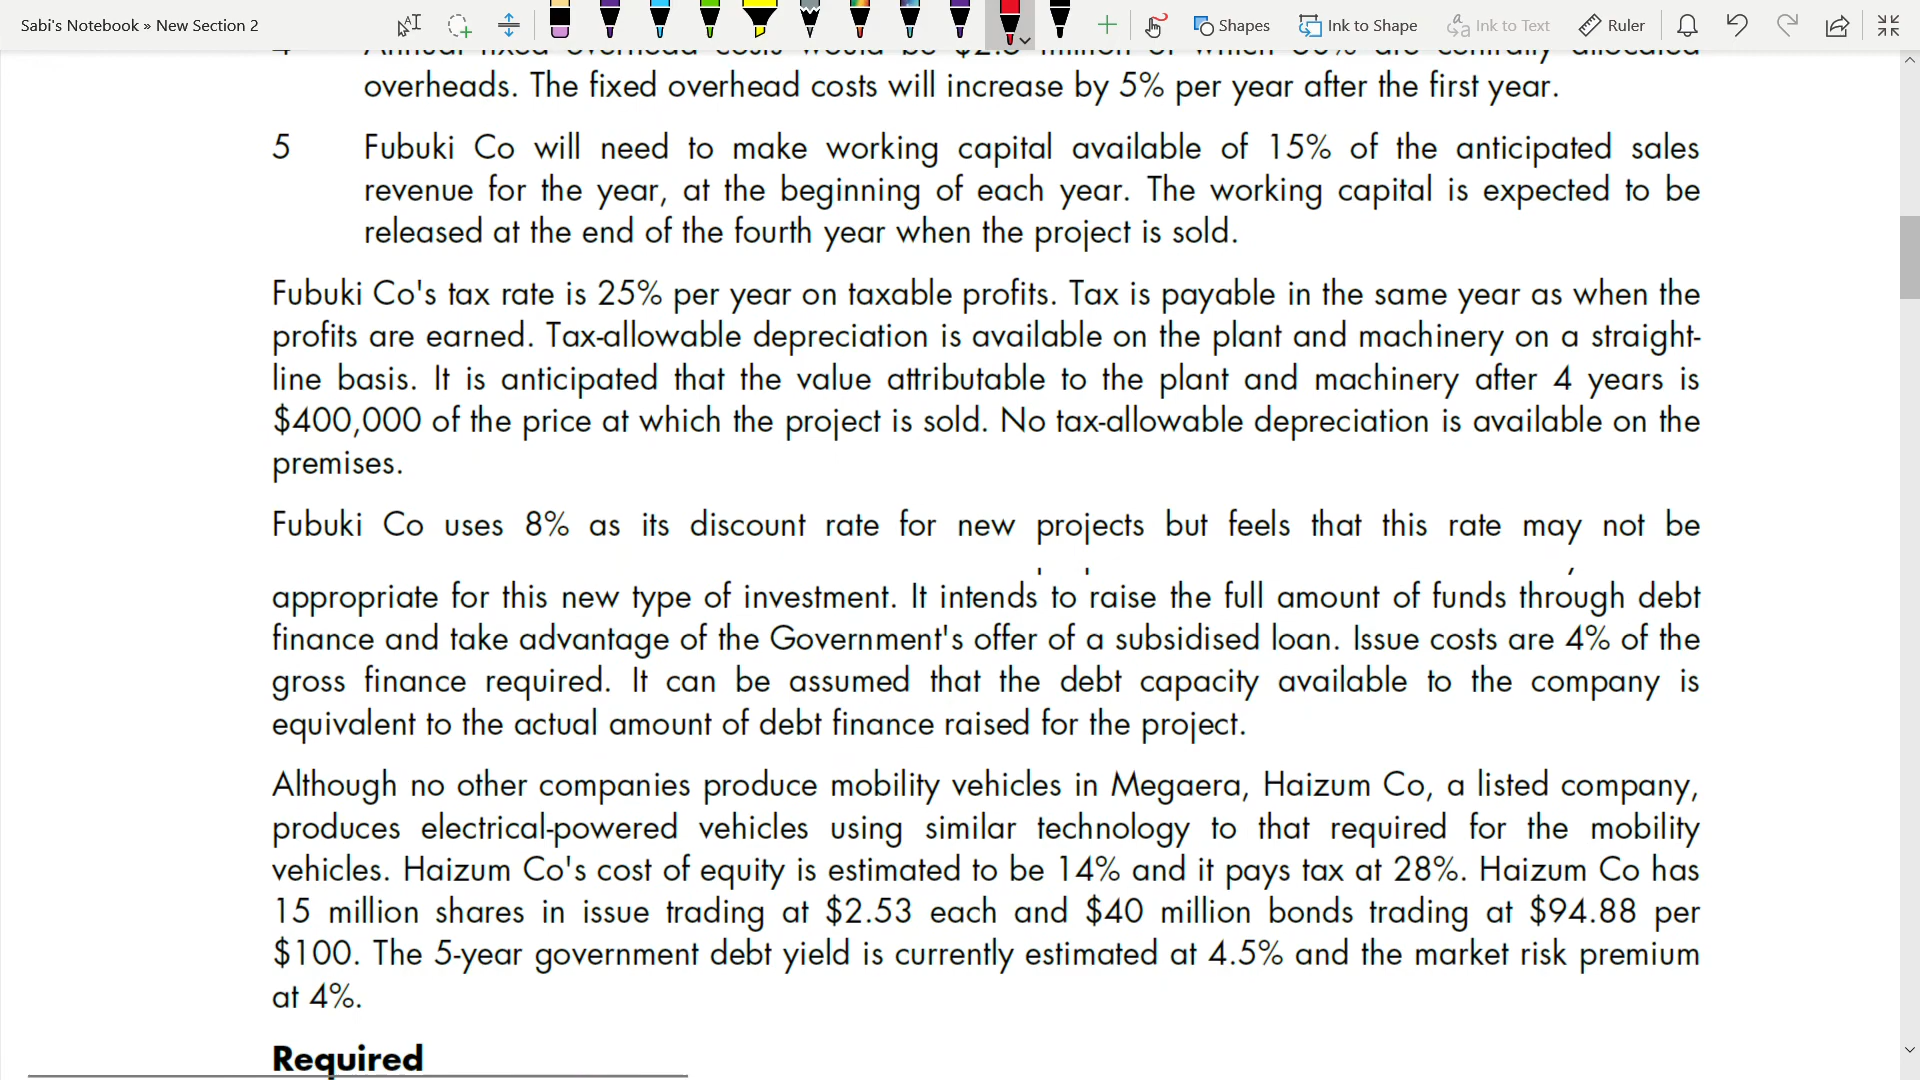 Sabi's Notebook » New Section 2
Shapes
Ink to Shape
Ink to Text
Ruler
4 Annual fixed overhead costs would be $2.5 million of which 60% are centrally allocated
overheads. The fixed overhead costs will increase by 5% per year after the first year.
5 Fubuki Co will need to make working capital available of 15% of the anticipated sales
revenue for the year, at the beginning of each year. The working capital is expected to be
released at the end of the fourth year when the project is sold.
Fubuki Co's tax rate is 25% per year on taxable profits. Tax is payable in the same year as when the
profits are earned. Tax-allowable depreciation is available on the plant and machinery on a straight-
line basis. It is anticipated that the value attributable to the plant and machinery after 4 years is
$400,000 of the price at which the project is sold. No tax-allowable depreciation is available on the
premises.
Fubuki Co uses 8% as its discount rate for new projects but feels that this rate may not be
appropriate for this new type of investment. It intends to raise the full amount of funds through debt
finance and take advantage of the Government's offer of a subsidised loan. Issue costs are 4% of the
gross finance required. It can be assumed that the debt capacity available to the company is
equivalent to the actual amount of debt finance raised for the project.
Although no other companies produce mobility vehicles in Megaera, Haizum Co, a listed company,
produces electrical-powered vehicles using similar technology to that required for the mobility
vehicles. Haizum Co's cost of equity is estimated to be 14% and it pays tax at 28%. Haizum Co has
15 million shares in issue trading at $2.53 each and $40 million bonds trading at $94.88 per
$100. The 5-year government debt yield is currently estimated at 4.5% and the market risk premium
at 4%.
Required